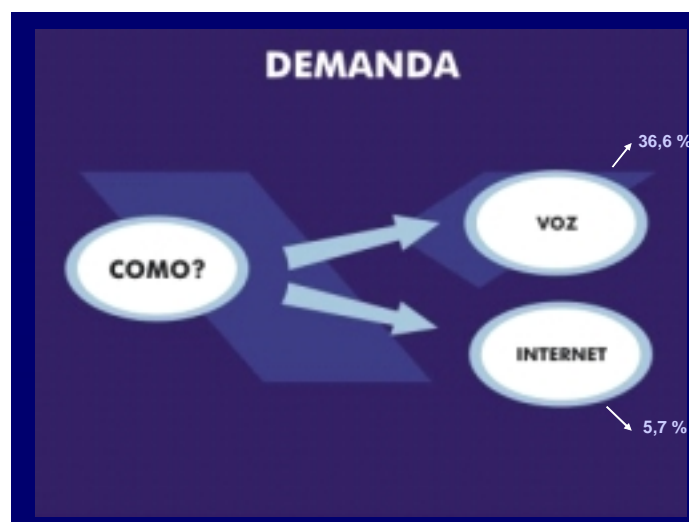 DEMANDA
36,6 %
VOZ
COMO?
INTERNET
5,7 %